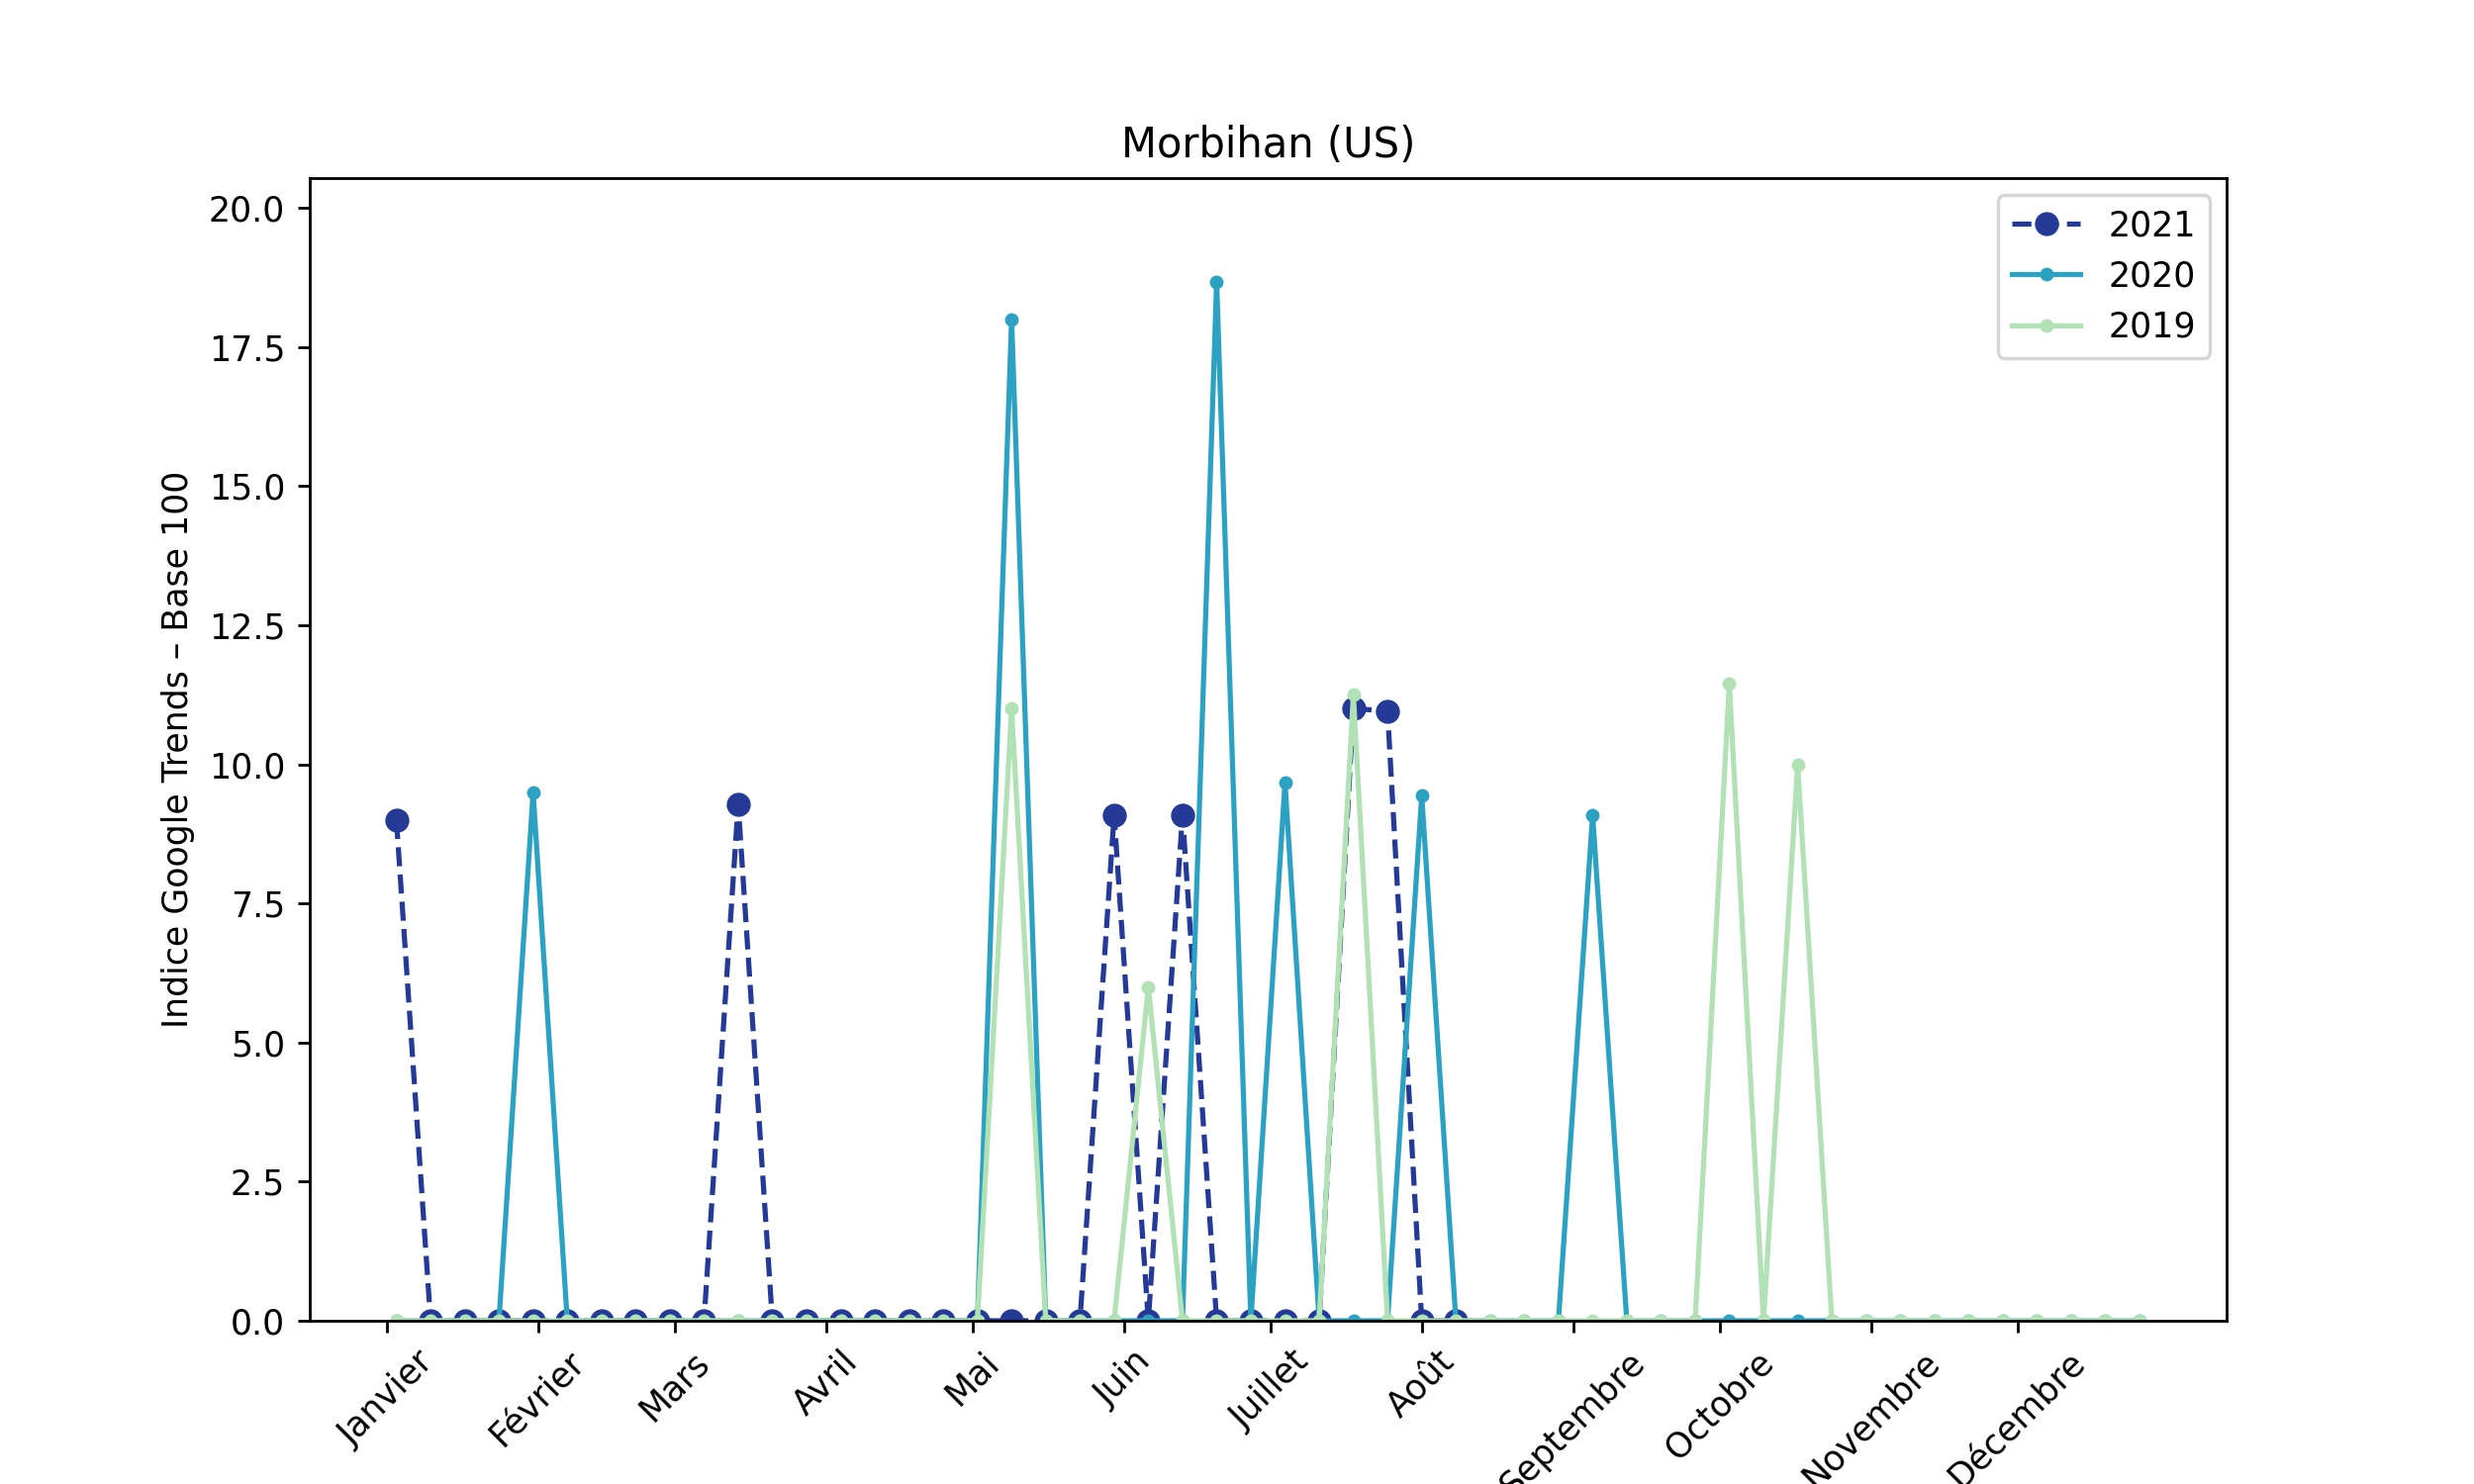 Morbihan (US)
20.0
17.5
15.0
12.5
10.0
7.5
5.0
2.5
0.0
Indice Google Trends – Base 100
2021
2020
2019
Janvier
Février
Mars
Avril
Mai
Juin
Juillet
Août
Septembre
Octobre
Novembre
Décembre